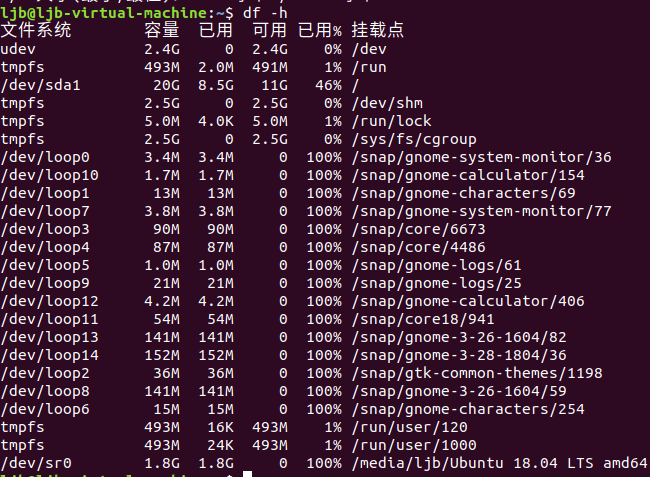 ljb@ljb-virtual-machine:~$ df -h
文件系统 容量 已用 可用 已用% 挂载点
udev 2.4G 0 2.4G 0% /dev
tmpfs 493M 2.0M 491M 1% /run
/dev/sda1 20G 8.5G 11G 46% /
tmpfs 2.5G 0 2.5G 0% /dev/shm
tmpfs 5.0M 4.0K 5.0M 1% /run/lock
tmpfs 2.5G 0 2.5G 0% /sys/fs/cgroup
/dev/loop0 3.4M 3.4M 0 100% /snap/gnome-system-monitor/36
/dev/loop10 1.7M 1.7M 0 100% /snap/gnome-calculator/154
/dev/loop1 13M 13M 0 100% /snap/gnome-characters/69
/dev/loop7 3.8M 3.8M 0 100% /snap/gnome-system-monitor/77
/dev/loop3 90M 90M 0 100% /snap/core/6673
/dev/loop4 87M 87M 0 100% /snap/core/4486
/dev/loop5 1.0M 1.0M 0 100% /snap/gnome-logs/61
/dev/loop9 21M 21M 0 100% /snap/gnome-logs/25
/dev/loop12 4.2M 4.2M 0 100% /snap/gnome-calculator/406
/dev/loop11 54M 54M 0 100% /snap/core18/941
/dev/loop13 141M 141M 0 100% /snap/gnome-3-26-1604/82
/dev/loop14 152M 152M 0 100% /snap/gnome-3-28-1804/36
/dev/loop2 36M 36M 0 100% /snap/gtk-common-themes/1198
/dev/loop8 141M 141M 0 100% /snap/gnome-3-26-1604/59
/dev/loop6 15M 15M 0 100% /snap/gnome-characters/254
tmpfs 493M 16K 493M 1% /run/user/120
tmpfs 493M 24K 493M 1% /run/user/1000
/dev/sr0 1.8G 1.8G 0 100% /media/ljb/Ubuntu 18.04 LTS amd64
ljb@ljb-virtual-machine:~$